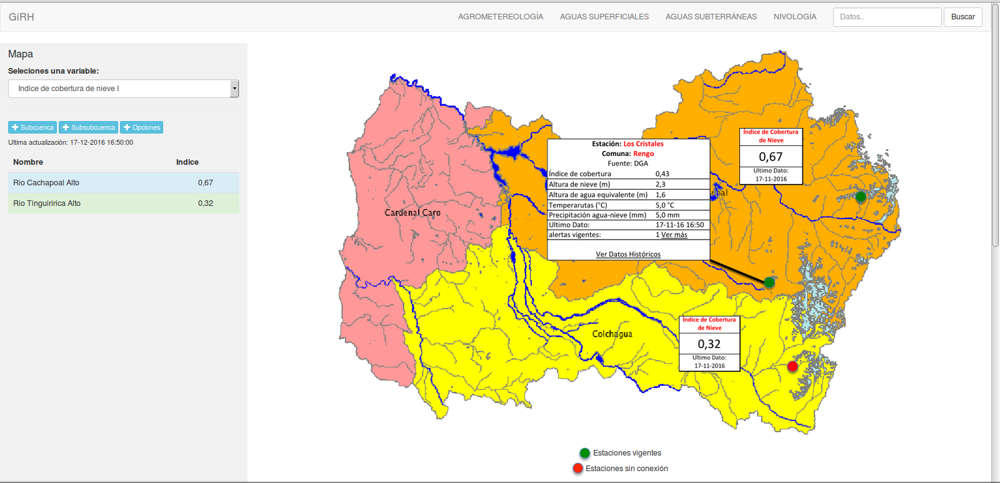 GiRH
AGROMETEREOLOGÍA AGUAS SUPERFICIALES AGUAS SUBTERRÁNEAS NIVOLOGÍA Datos.. Buscar
Mapa
Seleciones una variable:
Indice de cobertura de nieve I
Subcuenca Subsubcuenca Opciones
Ultima actualización: 17-12-2016 16:50:00
Nombre Indice
Rio Cachapoal Alto 0,67
Rio Tinguiririca Alto 0,32
Cardenal Caro
Estación: Los Cristales
Comuna: Rengo
Fuente: DGA
Índice de cobertura 0,43
Altura de nieve (m) 2,3
Altura de agua equivalente (m) 1,6
Temperarutas (°C) 5,0 °C
Precipitación agua-nieve (mm) 5,0 mm
Ultimo Dato: 17-11-16 16:50
alertas vigentes: 1 Ver más
Ver Datos Históricos
Índice de Cobertura
de Nieve
0,67
Ultimo Dato:
17-11-2016
Colchagua
Índice de Cobertura
de Nieve
0,32
Ultimo Dato:
17-11-2016
Estaciones vigentes
Estaciones sin conexión